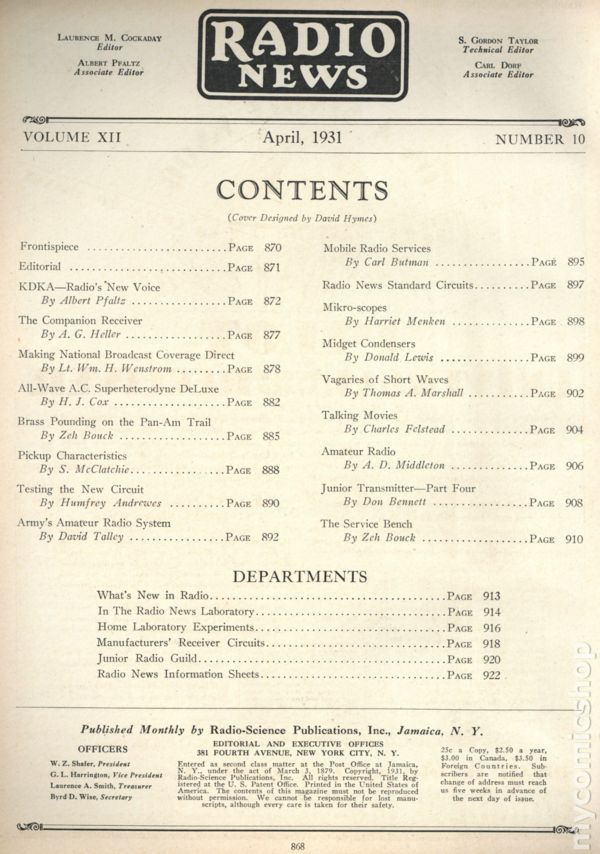 LAURENCE M. COCKADAY
Editor
ALBERT PFALTZ
Associate Editor
RADIO
NEWS
S. GORDON TAYLOR
Technical Editor
CARL DORF
Associate Editor
VOLUME XII
April, 1931
NUMBER 10
CONTENTS
(Cover Designed by David Hymes)
Frontispiece ........................PAGE 870
Editorial ...........................PAGE 871
KDKA—Radio's New Voice
By Albert Pfaltz .....................PAGE 872
The Companion Receiver
By A. G. Heller ......................PAGE 877
Making National Broadcast Coverage Direct
By Lt. Wm. H. Wenstrom ..............PAGE 878
All-Wave A.C. Superheterodyne DeLuxe
By H. J. Cox ........................PAGE 882
Brass Pounding on the Pan-Am Trail
By Zeh Bouck ........................PAGE 885
Pickup Characteristics
By S. McClatchie.....................PAGE 888
Testing the New Circuit
By Humfrey Andrewes .................PAGE 890
Army's Amateur Radio System
By David Talley .....................PAGE 892
Mobile Radio Services
By Carl Butman ................PAGE 895
Radio News Standard Circuits..........PAGE 897
Mikro-scopes
By Harriet Menken .............PAGE 898
Midget Condensers
By Donald Lewis ...............PAGE 899
Vagaries of Short Waves
By Thomas A. Marshall ..........PAGE 902
Talking Movies
By Charles Felstead .............PAGE 904
Amateur Radio
By A. D. Middleton .............PAGE 906
Junior Transmitter—Part Four
By Don Bennett .................PAGE 908
The Service Bench
By Zeh Bouck ..................PAGE 910
DEPARTMENTS
What's New in Radio........................................PAGE 913
In The Radio News Laboratory...............................PAGE 914
Home Laboratory Experiments................................PAGE 916
Manufacturers' Receiver Circuits...........................PAGE 918
Junior Radio Guild.........................................PAGE 920
Radio News Information Sheets..............................PAGE 922
Published Monthly by Radio-Science Publications, Inc., Jamaica, N. Y.
OFFICERS
W. Z. Shafer, President
G. L. Harrington, Vice President
Laurence A. Smith, Treasurer
Byrd D. Wise, Secretary
EDITORIAL AND EXECUTIVE OFFICES
381 FOURTH AVENUE, NEW YORK CITY, N. Y.
Entered as second class matter at the Post Office at Jamaica,
N. Y., under the act of March 3, 1879. Copyright, 1931, by
Radio-Science Publications, Inc. All rights reserved. Title Reg-
istered at the U. S. Patent Office. Printed in the United States of
America. The contents of this magazine must not be reproduced
without permission. We cannot be responsible for lost manu-
scripts, although every care is taken for their safety.
25c a Copy, $2.50 a year,
$3.00 in Canada, $3.50 in
Foreign Countries. Sub-
scribers are notified that
change of address must reach
us five weeks in advance of
the next day of issue.
868
mycomicshop